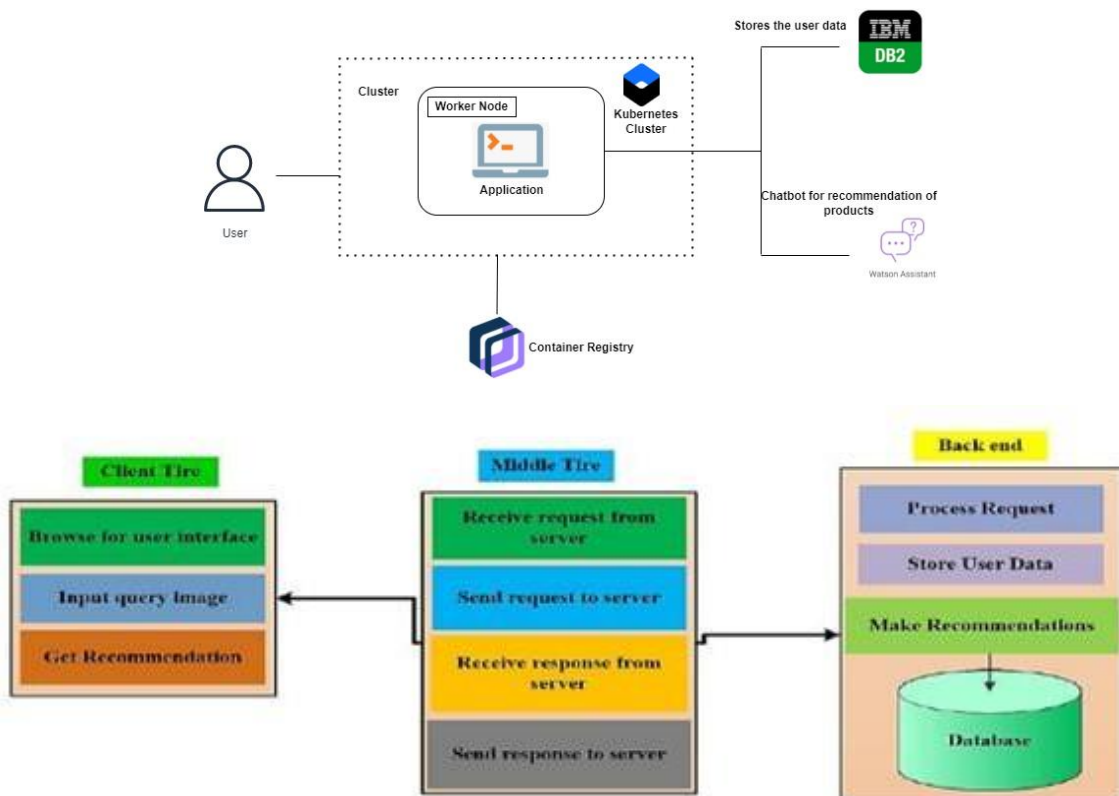 Stores the user data
IBM
DB2
Cluster
Worker Node
Kubernetes
Cluster
Application
User
Chatbot for recommendation of
products
Watson Assistant
Container Registry
Client Tire
Middle Tire
Back end
Browse for user interface
Input query image
Get Recommendation
Receive request from
server
Send request to server
Receive response from
server
Send response to server
Process Request
Store User Data
Make Recommendations
Database